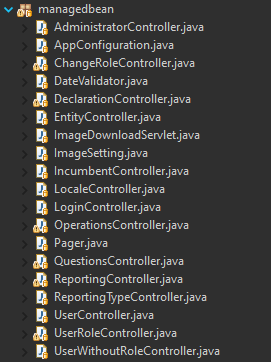 managedbean
AdministratorController.java
AppConfiguration.java
ChangeRoleController.java
DateValidator.java
DeclarationController.java
EntityController.java
ImageDownloadServlet.java
ImageSetting.java
IncumbentController.java
LocaleController.java
LoginController.java
OperationsController.java
Pager.java
QuestionsController.java
ReportingController.java
ReportingTypeController.java
UserController.java
UserRoleController.java
UserWithoutRoleController.java